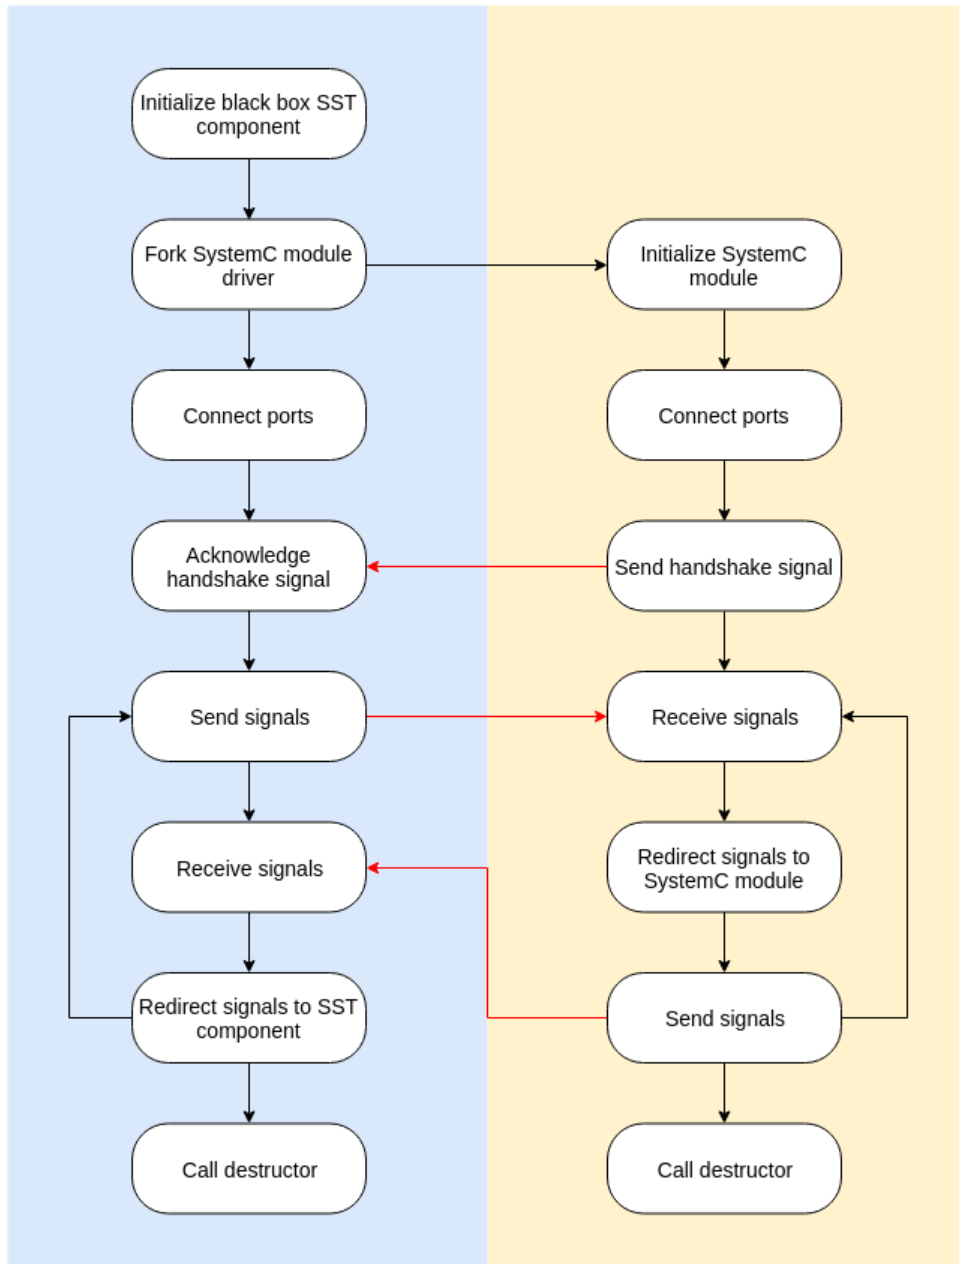 Initialize black box SST
component
Fork SystemC module
driver
Initialize SystemC
module
Connect ports
Connect ports
Acknowledge
handshake signal
Send handshake signal
Send signals
Receive signals
Receive signals
Redirect signals to
SystemC module
Redirect signals to SST
component
Send signals
Call destructor
Call destructor